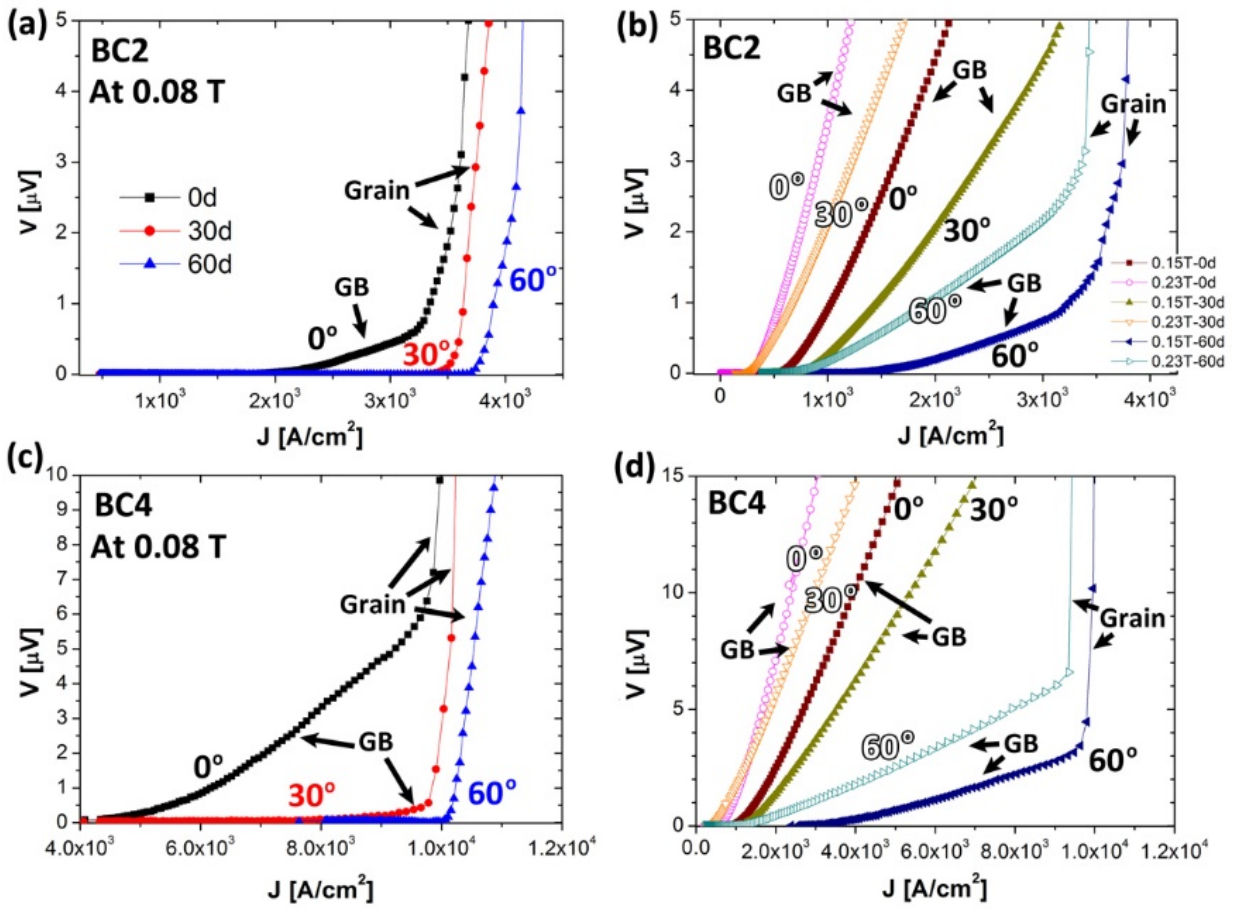 (a)
BC2
At 0.08 T
0d
30d
60d
Grain
GB
0°
30°
60°
V [μV]
5
4
3
2
1
0
1x10³
2x10³
3x10³
4x10³
J [A/cm²]
(b)
BC2
GB
GB
Grain
0°
30°
0°
30°
60°
GB
60°
0.15T-0d
0.23T-0d
0.15T-30d
0.23T-30d
0.15T-60d
0.23T-60d
V [μV]
5
4
3
2
1
0
0
1x10³
2x10³
3x10³
4x10³
J [A/cm²]
(c)
BC4
At 0.08 T
Grain
GB
0°
30°
60°
V [μV]
10
9
8
7
6
5
4
3
2
1
0
4.0x10³
6.0x10³
8.0x10³
1.0x10⁴
1.2x10⁴
J [A/cm²]
(d)
BC4
0°
30°
0°
30°
GB
GB
Grain
60°
GB
60°
V [μV]
15
10
5
0
0.0
2.0x10³
4.0x10³
6.0x10³
8.0x10³
1.0x10⁴
1.2x10⁴
J [A/cm²]